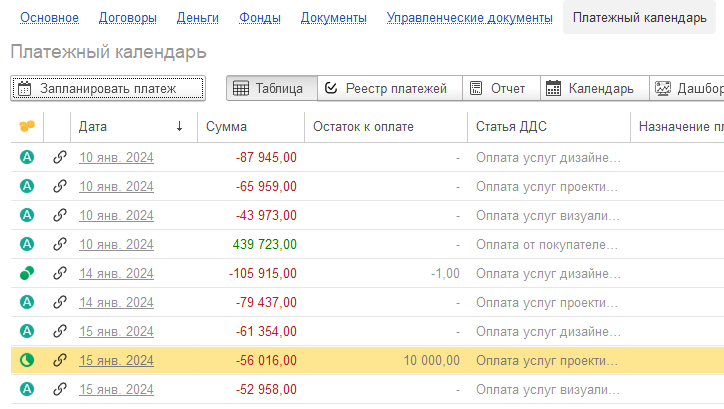 Основное Договоры Деньги Фонды Документы Управленческие документы Платежный календарь
Платежный календарь
Запланировать платеж Таблица Реестр платежей Отчет Календарь Дашбор
Дата ↓ Сумма Остаток к оплате Статья ДДС Назначение пл
А 10 янв. 2024 -87 945,00 - Оплата услуг дизайне...
А 10 янв. 2024 -65 959,00 - Оплата услуг проекти...
А 10 янв. 2024 -43 973,00 - Оплата услуг визуали...
А 10 янв. 2024 439 723,00 - Оплата от покупателе...
14 янв. 2024 -105 915,00 -1,00 Оплата услуг дизайне...
А 14 янв. 2024 -79 437,00 - Оплата услуг проекти...
А 15 янв. 2024 -61 354,00 - Оплата услуг дизайне...
15 янв. 2024 -56 016,00 10 000,00 Оплата услуг проекти...
А 15 янв. 2024 -52 958,00 - Оплата услуг визуали...